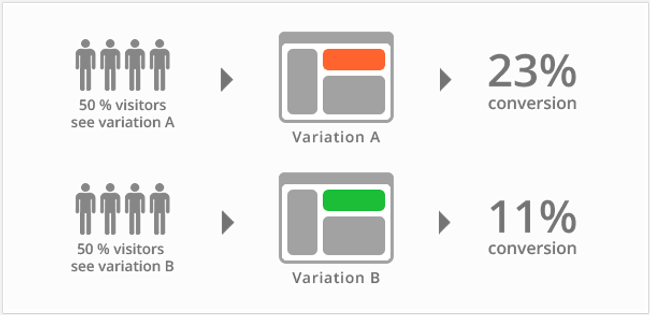 50 % visitors
see variation A
Variation A
23%
conversion
50 % visitors
see variation B
Variation B
11%
conversion